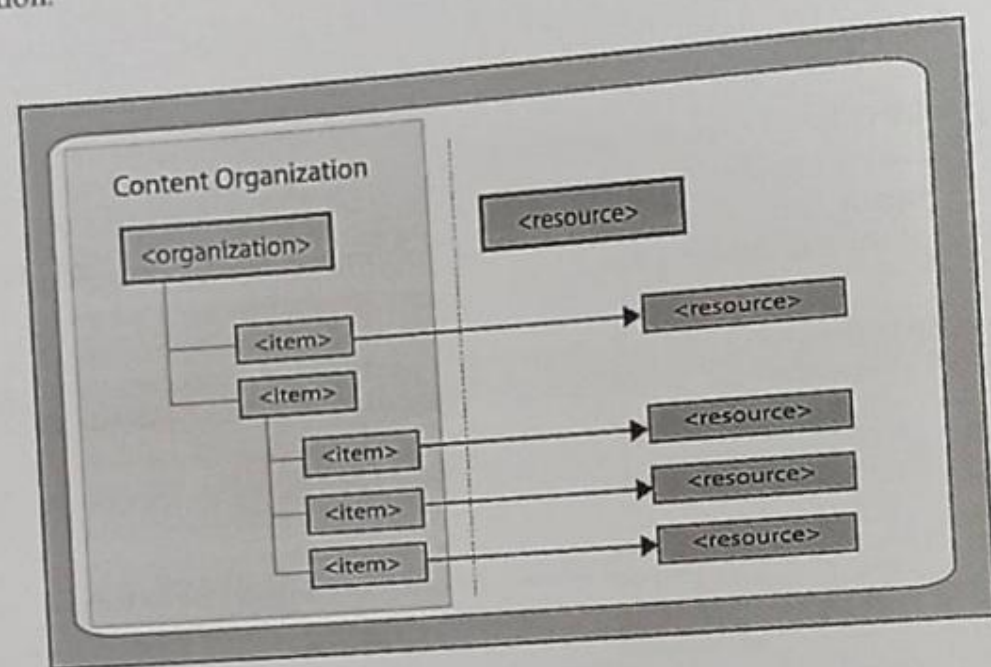 Content Organization
<organization>
<resource>
<item>
<resource>
<item>
<item>
<resource>
<item>
<resource>
<item>
<resource>